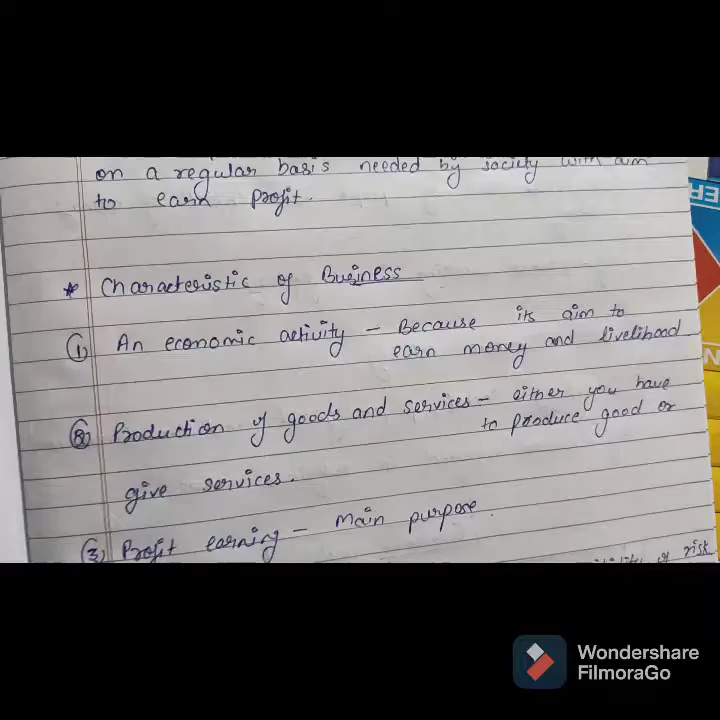 on a regular basis needed by society with aim
to earn profit.
* Characteristic of Business
① An economic activity – Because its aim to
earn money and livelihood
② Production of goods and services – either you have
to produce good or
give services.
③ Profit earning – Main purpose.
of risk
Wondershare
FilmoraGo